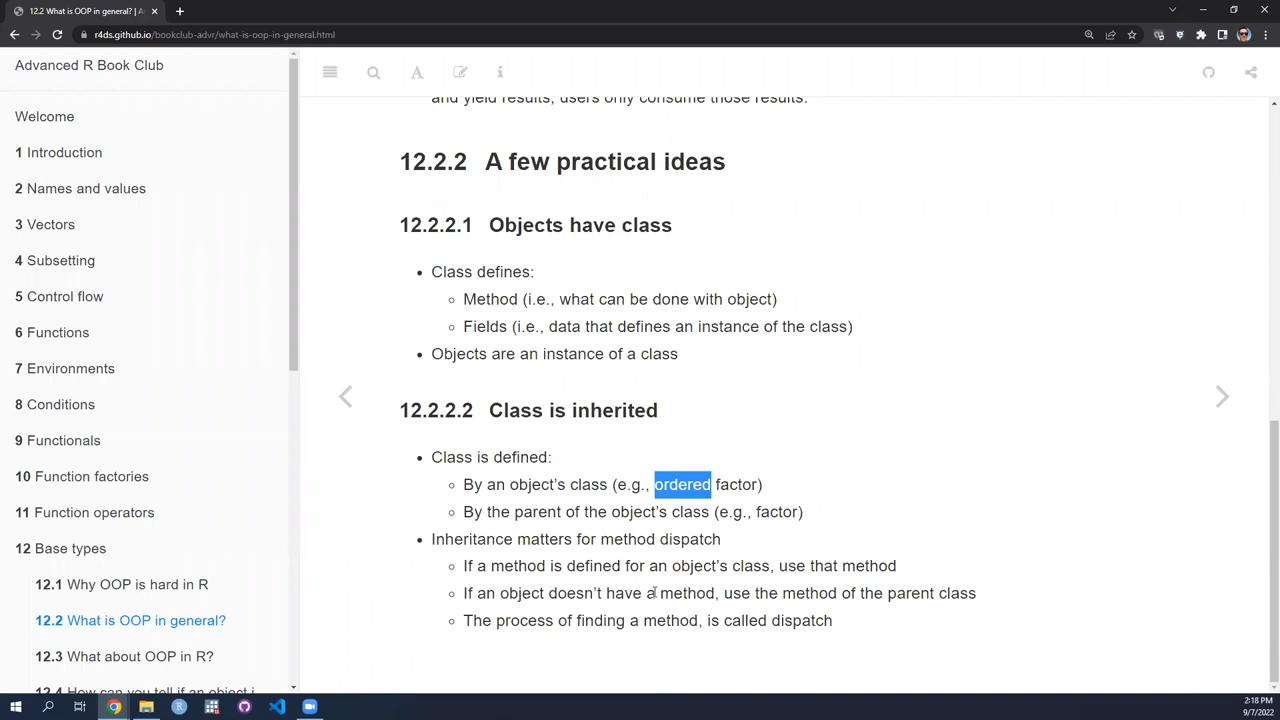 12.2 What is OOP in general? | A
r4ds.github.io/bookclub-advr/what-is-oop-in-general.html
Advanced R Book Club
Welcome
1 Introduction
2 Names and values
3 Vectors
4 Subsetting
5 Control flow
6 Functions
7 Environments
8 Conditions
9 Functionals
10 Function factories
11 Function operators
12 Base types
12.1 Why OOP is hard in R
12.2 What is OOP in general?
12.3 What about OOP in R?
12.4 How can you tell if an object i
and yield results, users only consume those results.
12.2.2 A few practical ideas
12.2.2.1 Objects have class
Class defines:
Method (i.e., what can be done with object)
Fields (i.e., data that defines an instance of the class)
Objects are an instance of a class
12.2.2.2 Class is inherited
Class is defined:
By an object’s class (e.g., ordered factor)
By the parent of the object’s class (e.g., factor)
Inheritance matters for method dispatch
If a method is defined for an object’s class, use that method
If an object doesn’t have a method, use the method of the parent class
The process of finding a method, is called dispatch
2:18 PM
9/7/2022